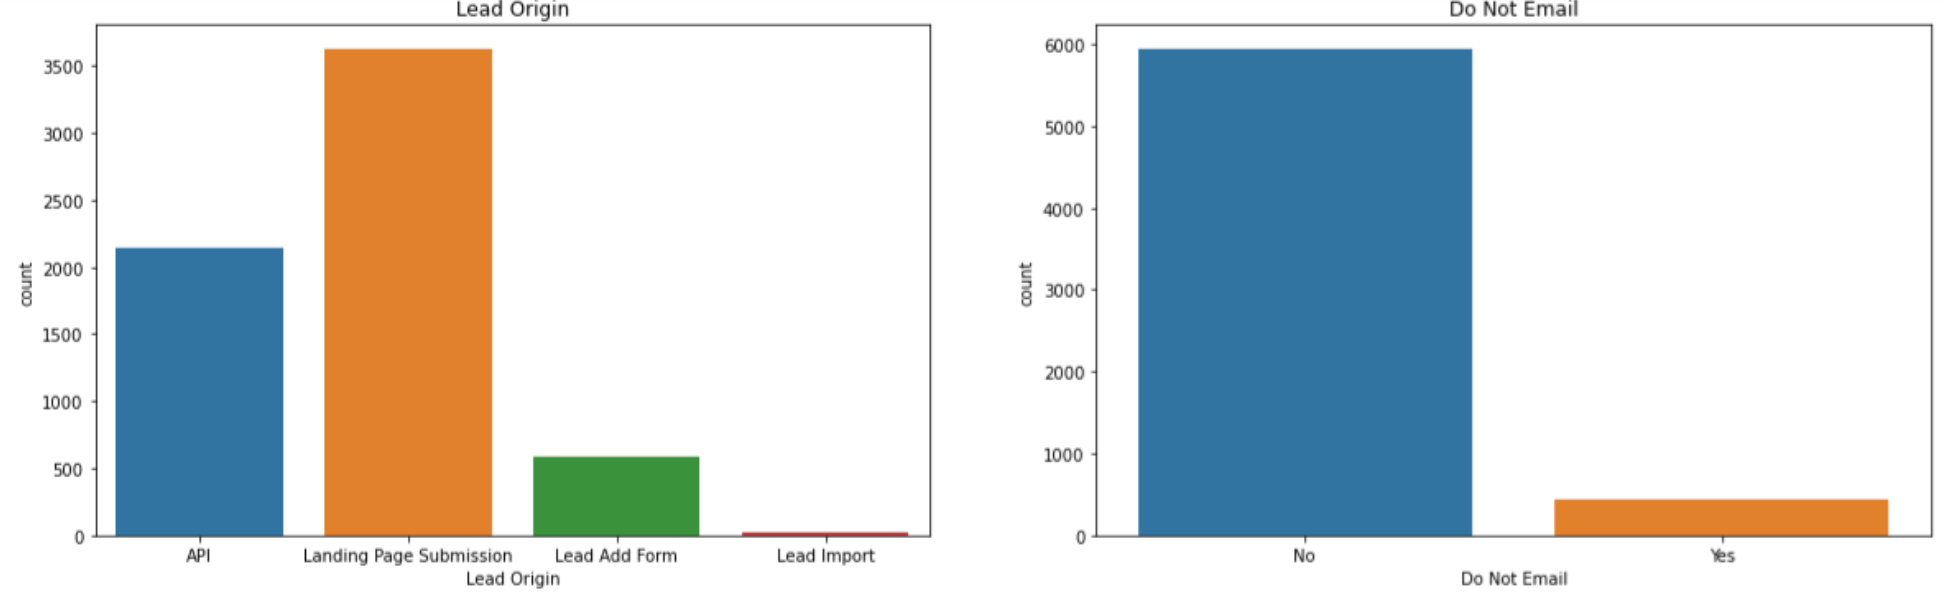 Lead Origin
3500
3000
2500
2000
1500
1000
500
0
count
API
Landing Page Submission
Lead Add Form
Lead Import
Lead Origin
Do Not Email
6000
5000
4000
3000
2000
1000
0
count
No
Yes
Do Not Email